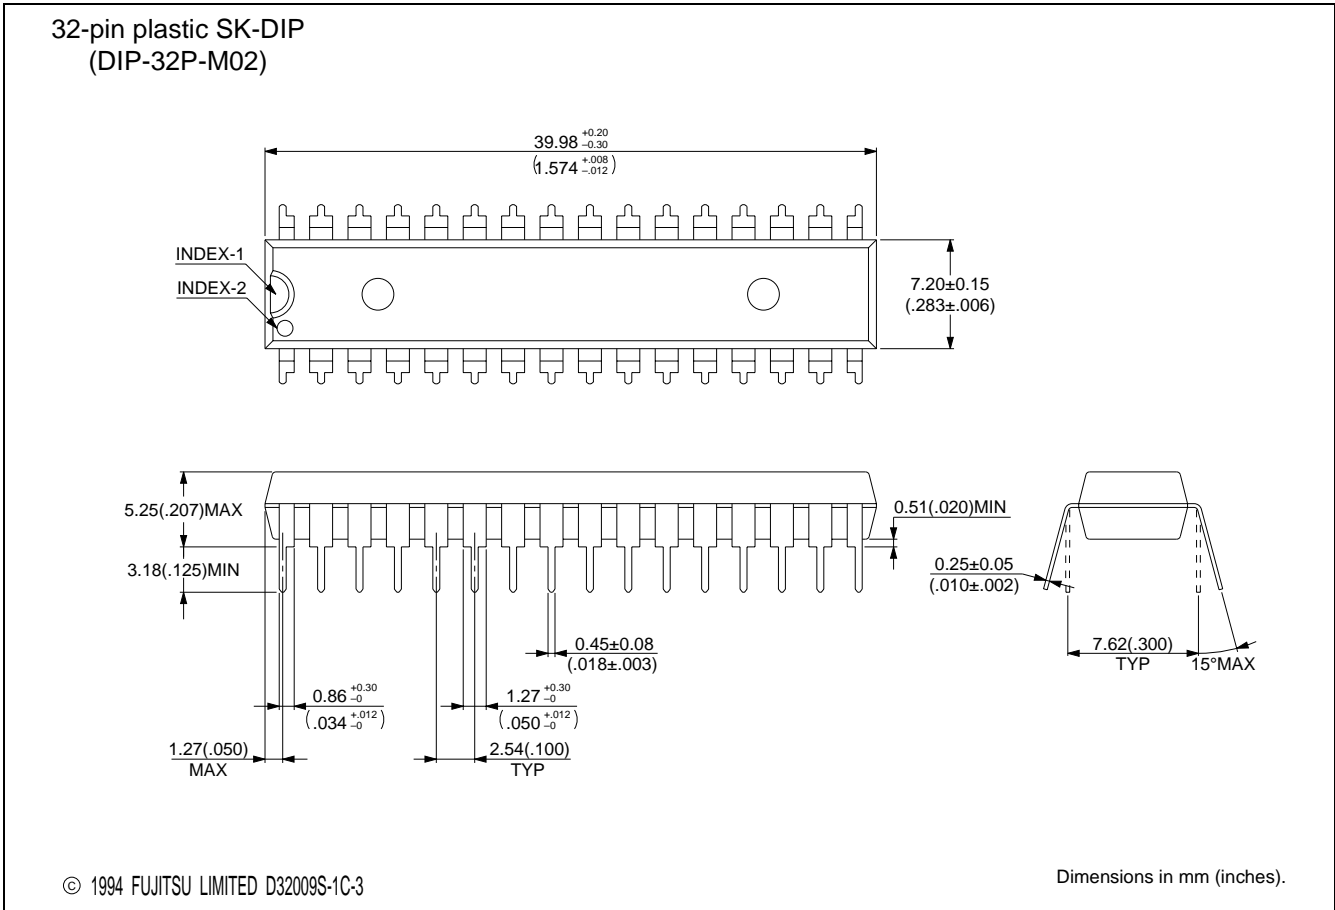 32-pin plastic SK-DIP
(DIP-32P-M02)
39.98 +0.20 –0.30
(1.574 +.008 –.012)
INDEX-1
INDEX-2
7.20±0.15
(.283±.006)
5.25(.207)MAX
0.51(.020)MIN
3.18(.125)MIN
0.25±0.05
(.010±.002)
0.45±0.08
(.018±.003)
7.62(.300)
TYP
15°MAX
0.86 +0.30 –0
(.034 +.012 –0)
1.27 +0.30 –0
(.050 +.012 –0)
1.27(.050)
MAX
2.54(.100)
TYP
© 1994 FUJITSU LIMITED D32009S-1C-3
Dimensions in mm (inches).